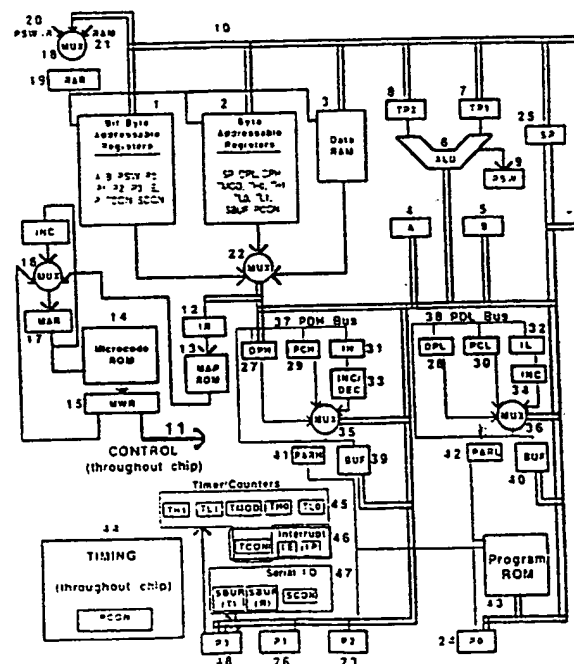 20
PSW.R
RAM
21
MUX
18
19
RAR
10
1
2
3
Bit Byte
Addressable
Registers
Byte
Addressable
Registers
Data
RAM
SBUF PCON
8
TP2
7
TP1
6
ALU
9
PSW
25
SP
4
A
5
B
INC
16
MUX
17
MAR
14
Microcode
ROM
15
MWR
11
CONTROL
(throughout chip)
22
MUX
12
IR
13
MAP
ROM
37 PDH Bus
DPH
27
PCH
29
IH
31
INC/
DEC
33
MUX
35
38 PDL Bus
DPL
28
PCL
30
IL
32
INC
34
MUX
36
41
PARH
BUF
39
42
PARL
BUF
40
Timer/Counters
TH1
TL1
TMOD
TH0
TL0
45
Interrupt
TCON
IE
IP
46
Serial IO
SBUF
(T)
SBUF
(R)
SCON
47
44
TIMING
(throughout chip)
PCON
Program
ROM
43
P3
48
P1
26
P2
23
24
P0